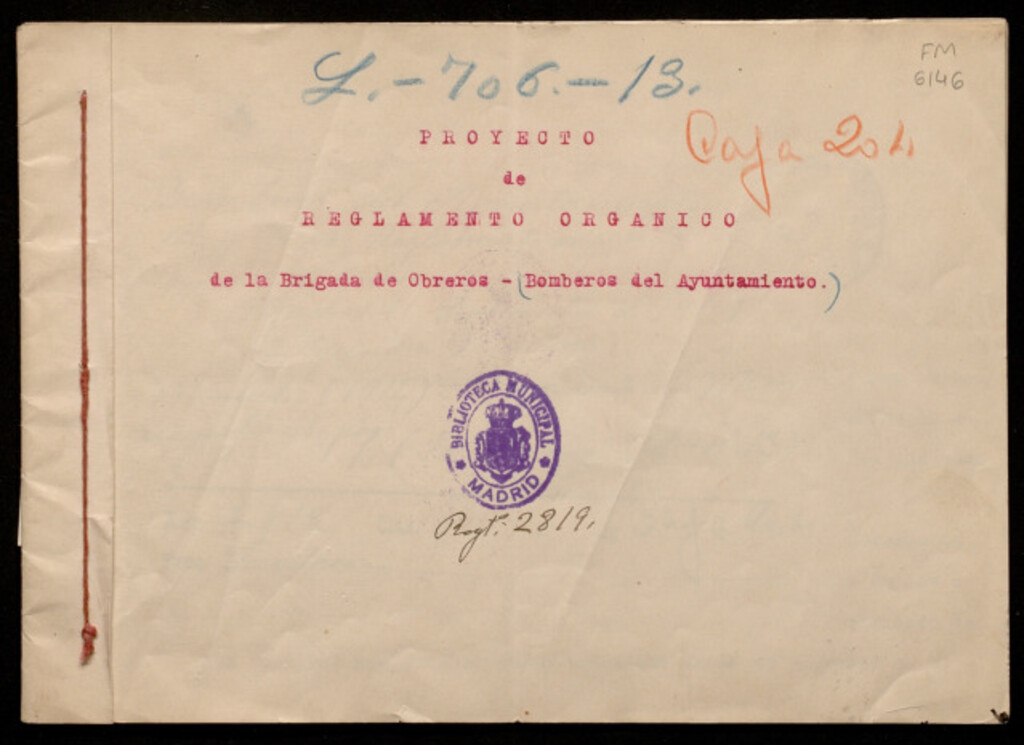 FM
6146
L.-706.-13.
Caja 204
PROYECTO
de
REGLAMENTO ORGANICO
de la Brigada de Obreros - (Bomberos del Ayuntamiento.)
BIBLIOTECA MUNICIPAL
MADRID
Regt.º 2819.